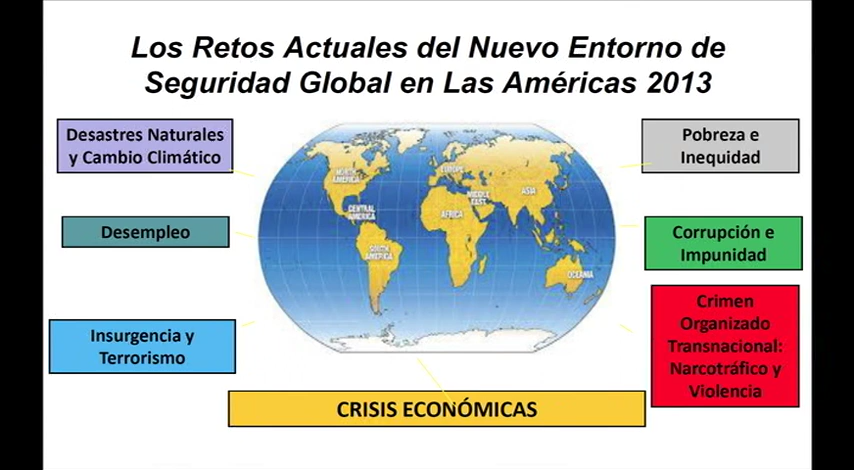 Los Retos Actuales del Nuevo Entorno de
Seguridad Global en Las Américas 2013
Desastres Naturales
y Cambio Climático
Desempleo
Insurgencia y
Terrorismo
NORTH
AMERICA
CENTRAL
AMERICA
SOUTH
AMERICA
EUROPE
MIDDLE
EAST
AFRICA
ASIA
OCEANIA
Pobreza e
Inequidad
Corrupción e
Impunidad
Crimen
Organizado
Transnacional:
Narcotráfico y
Violencia
CRISIS ECONÓMICAS